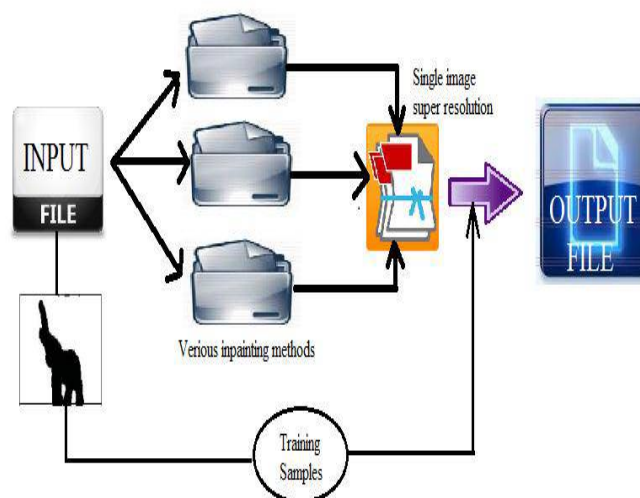 INPUT
FILE
Single image
super resolution
OUTPUT
FILE
Verious inpainting methods
Training
Samples